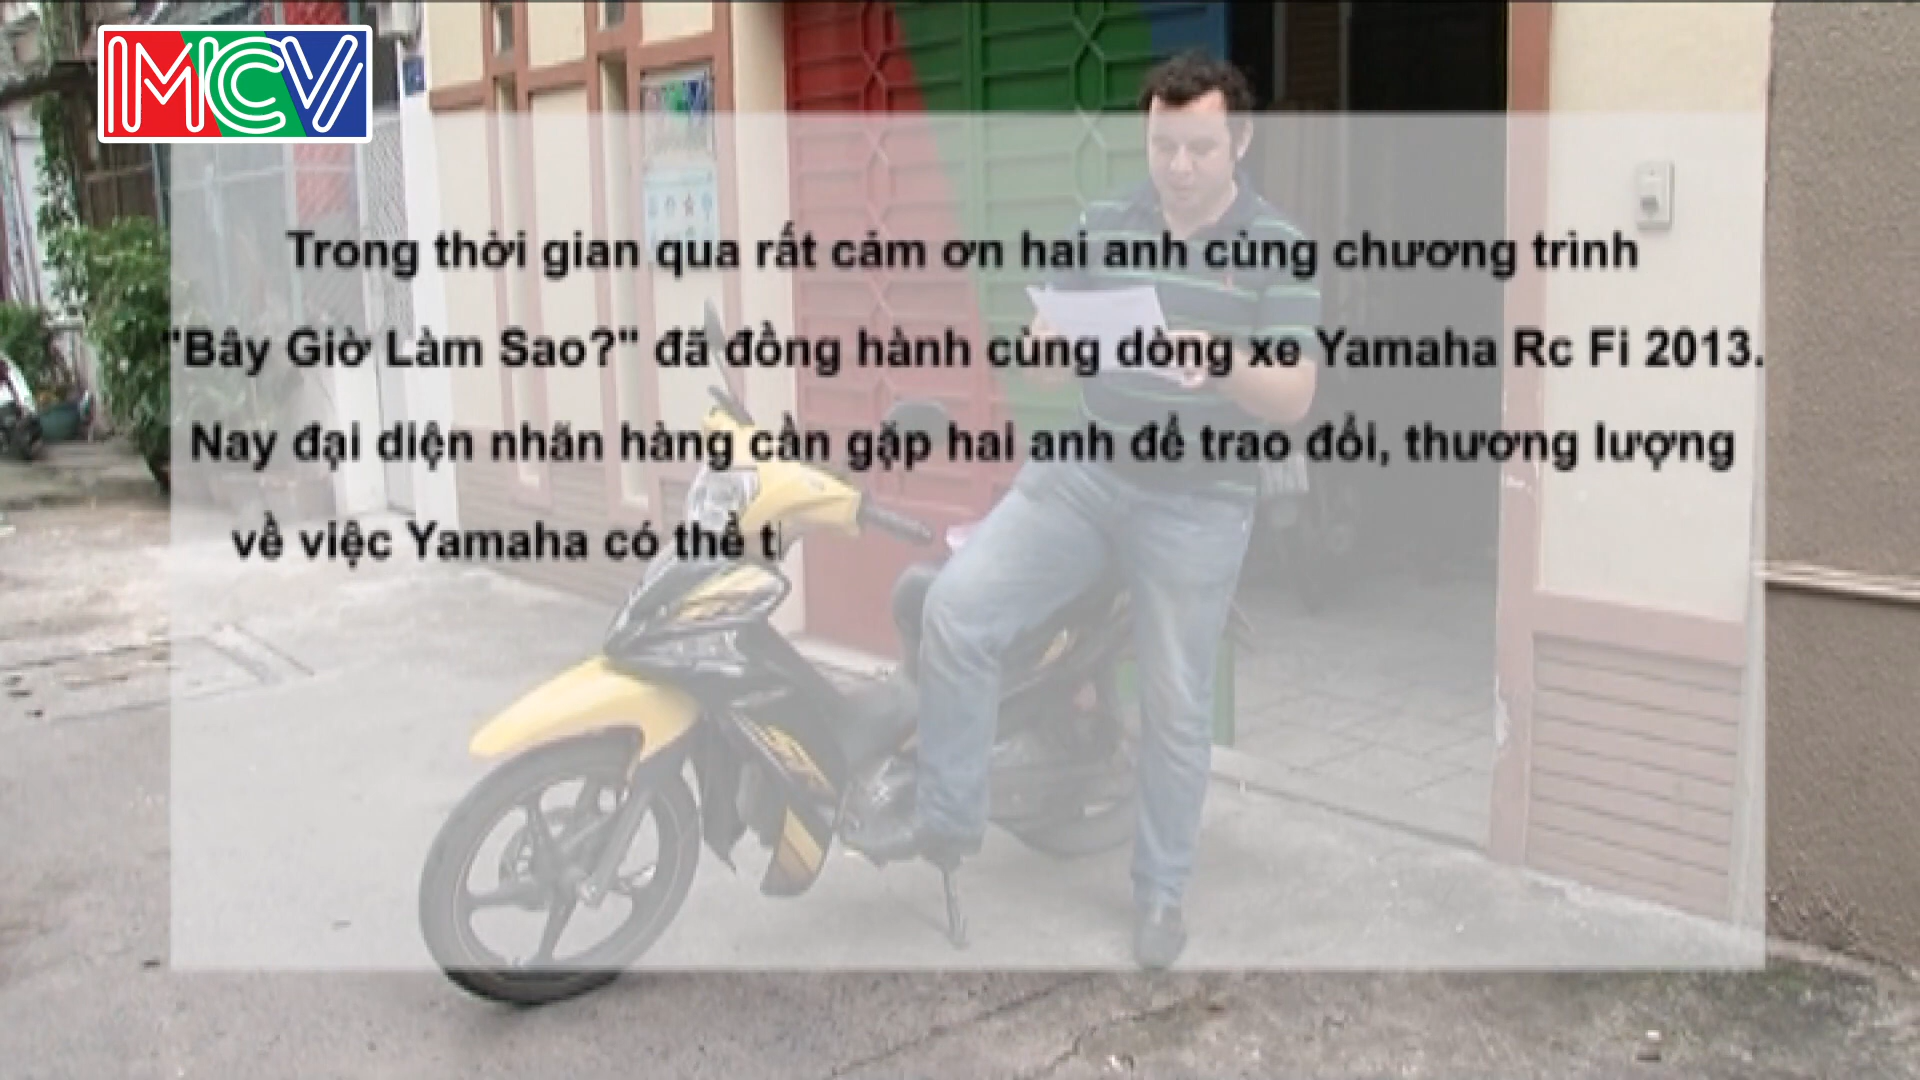 MCV
Trong thời gian qua rất cảm ơn hai anh cùng chương trình
"Bây Giờ Làm Sao?" đã đồng hành cùng dòng xe Yamaha Rc Fi 2013.
Nay đại diện nhãn hàng cần gặp hai anh để trao đổi, thương lượng
về việc Yamaha có thể t